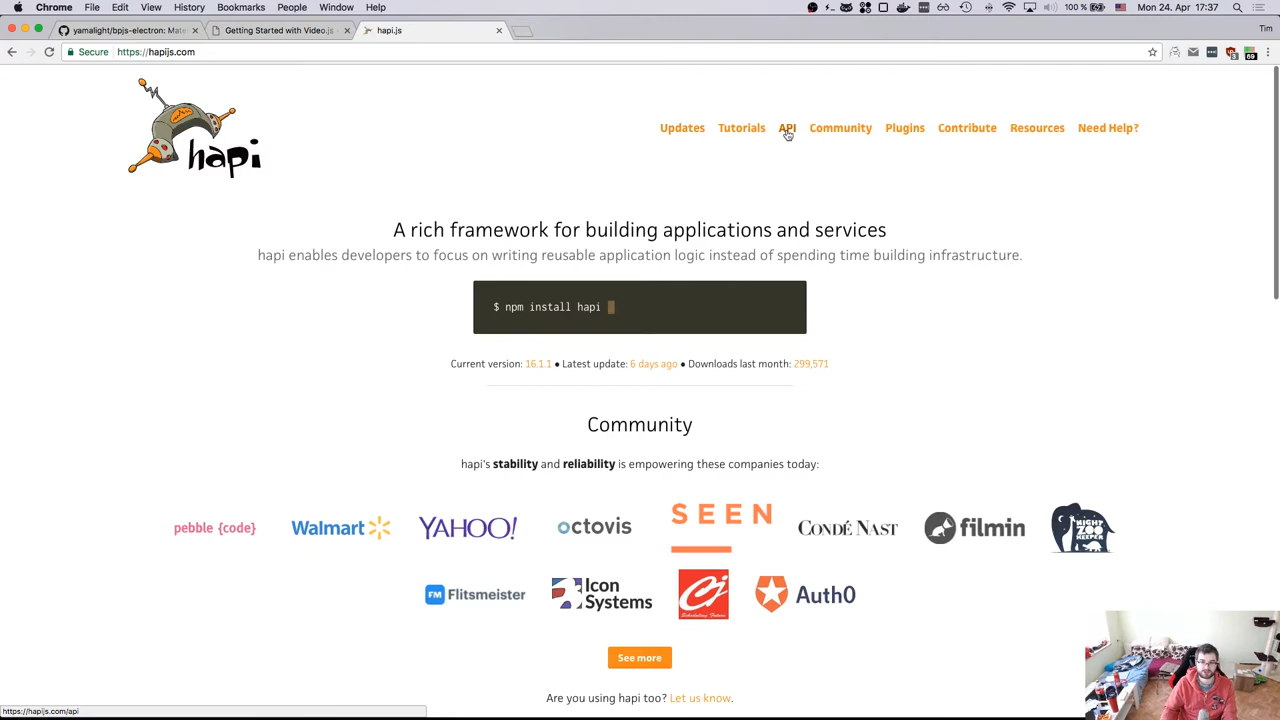 Chrome File Edit View History Bookmarks People Window Help 100 % Mon 24. Apr 17:37
yamalight/bpjs-electron: Mate Getting Started with Video.js hapi.js Tim
Secure https://hapijs.com
hapi
Updates Tutorials API Community Plugins Contribute Resources Need Help?
A rich framework for building applications and services
hapi enables developers to focus on writing reusable application logic instead of spending time building infrastructure.
$ npm install hapi
Current version: 16.1.1 ● Latest update: 6 days ago ● Downloads last month: 299,571
Community
hapi's stability and reliability is empowering these companies today:
pebble {code} Walmart YAHOO! octovis SEEN CONDÉ NAST filmin NIGHT ZOO KEEPER
FM Flitsmeister Icon Systems Cj Scheduling Future Auth0
See more
Are you using hapi too? Let us know.
https://hapijs.com/api